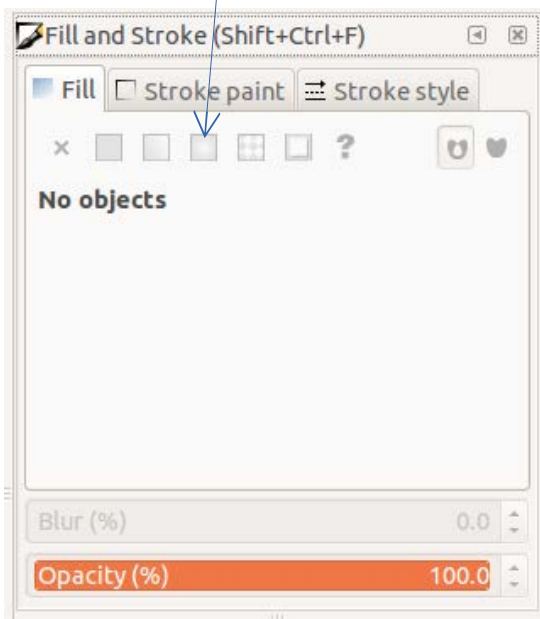 Fill and Stroke (Shift+Ctrl+F)
Fill Stroke paint Stroke style
?
No objects
Blur (%) 0.0
Opacity (%) 100.0